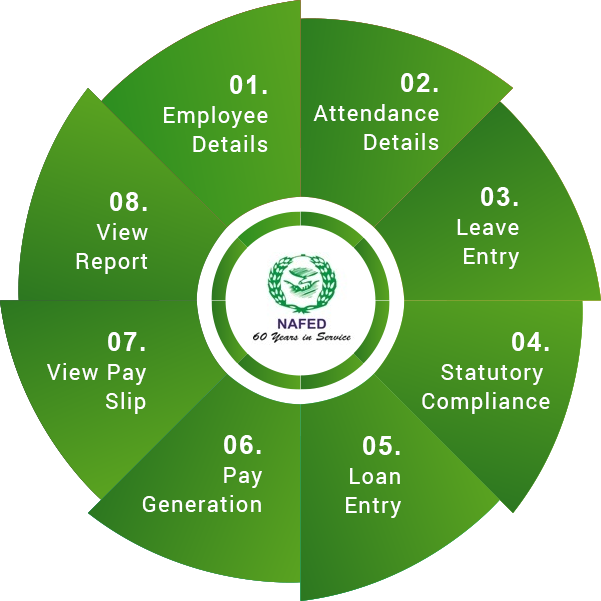 01.
Employee
Details
02.
Attendance
Details
03.
Leave
Entry
04.
Statutory
Compliance
05.
Loan
Entry
06.
Pay
Generation
07.
View Pay
Slip
08.
View
Report
NAFED
60 Years in Service